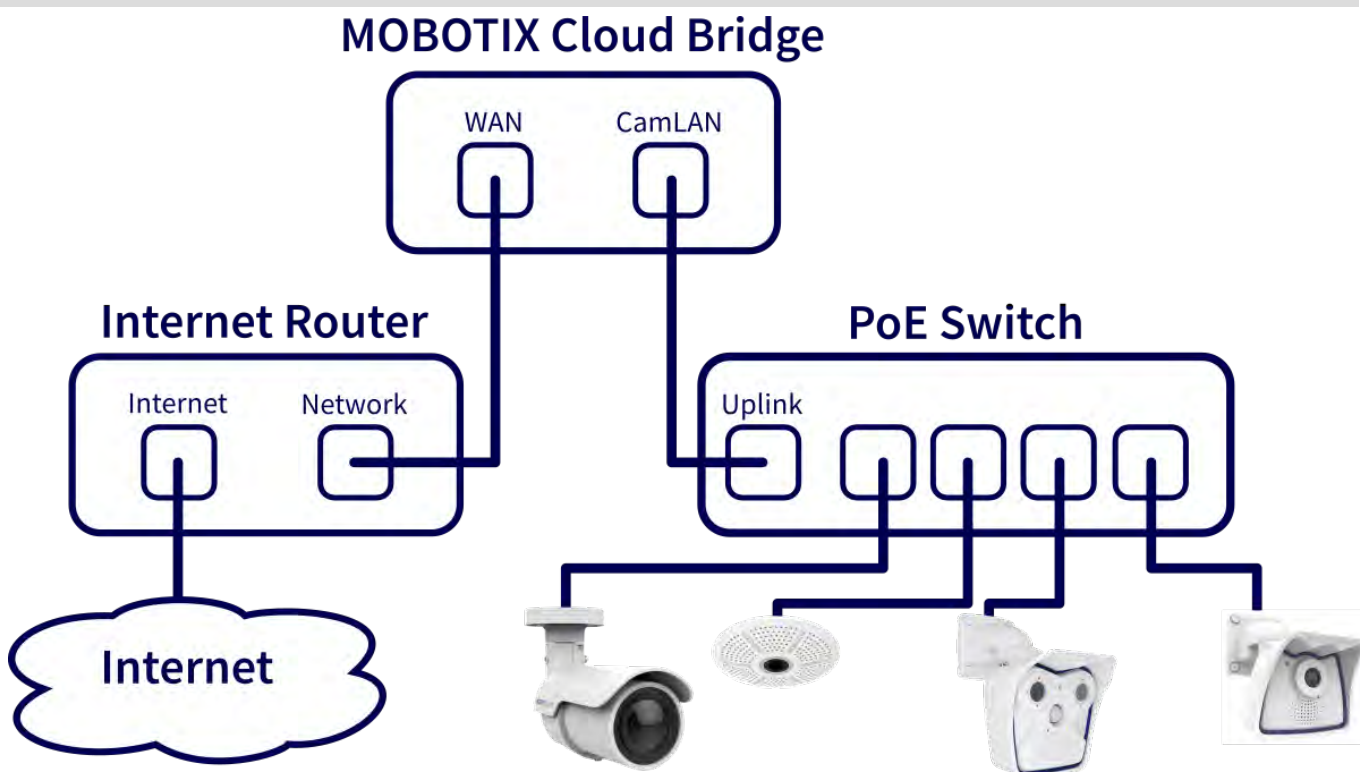 MOBOTIX Cloud Bridge
WAN CamLAN
Internet Router
PoE Switch
Internet Network
Uplink
Internet